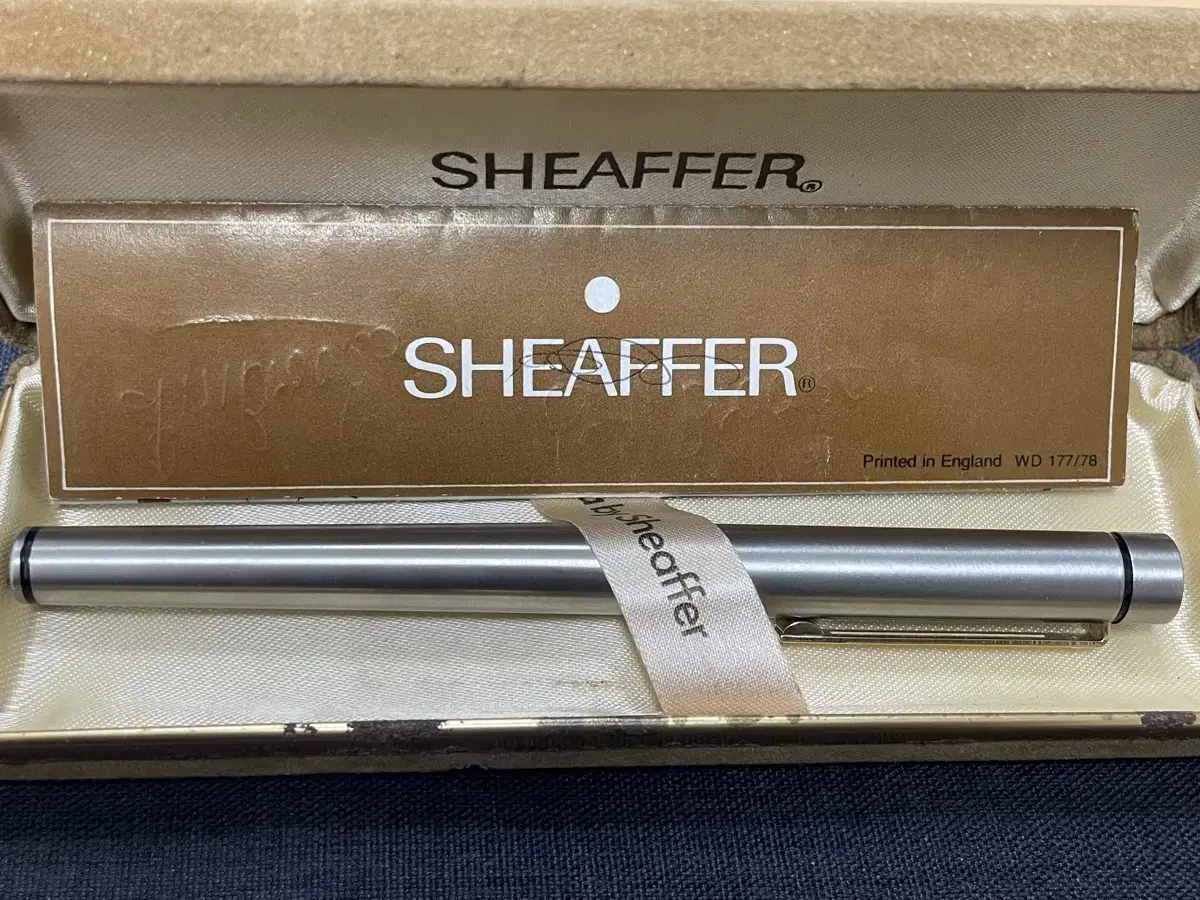 SHEAFFER®
SHEAFFER®
Printed in England WD 177/78
by Sheaffer